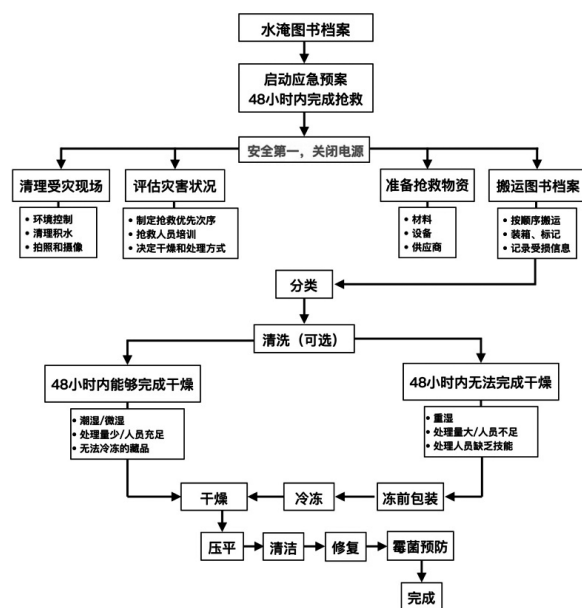 水淹图书档案
启动应急预案
48小时内完成抢救
安全第一，关闭电源
清理受灾现场
• 环境控制
• 清理积水
• 拍照和摄像
评估灾害状况
• 制定抢救优先次序
• 抢救人员培训
• 决定干燥和处理方式
准备抢救物资
• 材料
• 设备
• 供应商
搬运图书档案
• 按顺序搬运
• 装箱、标记
• 记录受损信息
分类
清洗（可选）
48小时内能够完成干燥
• 潮湿/微湿
• 处理量少/人员充足
• 无法冷冻的藏品
48小时内无法完成干燥
• 重湿
• 处理量大/人员不足
• 处理人员缺乏技能
干燥
冷冻
冻前包装
压平
清洁
修复
霉菌预防
完成